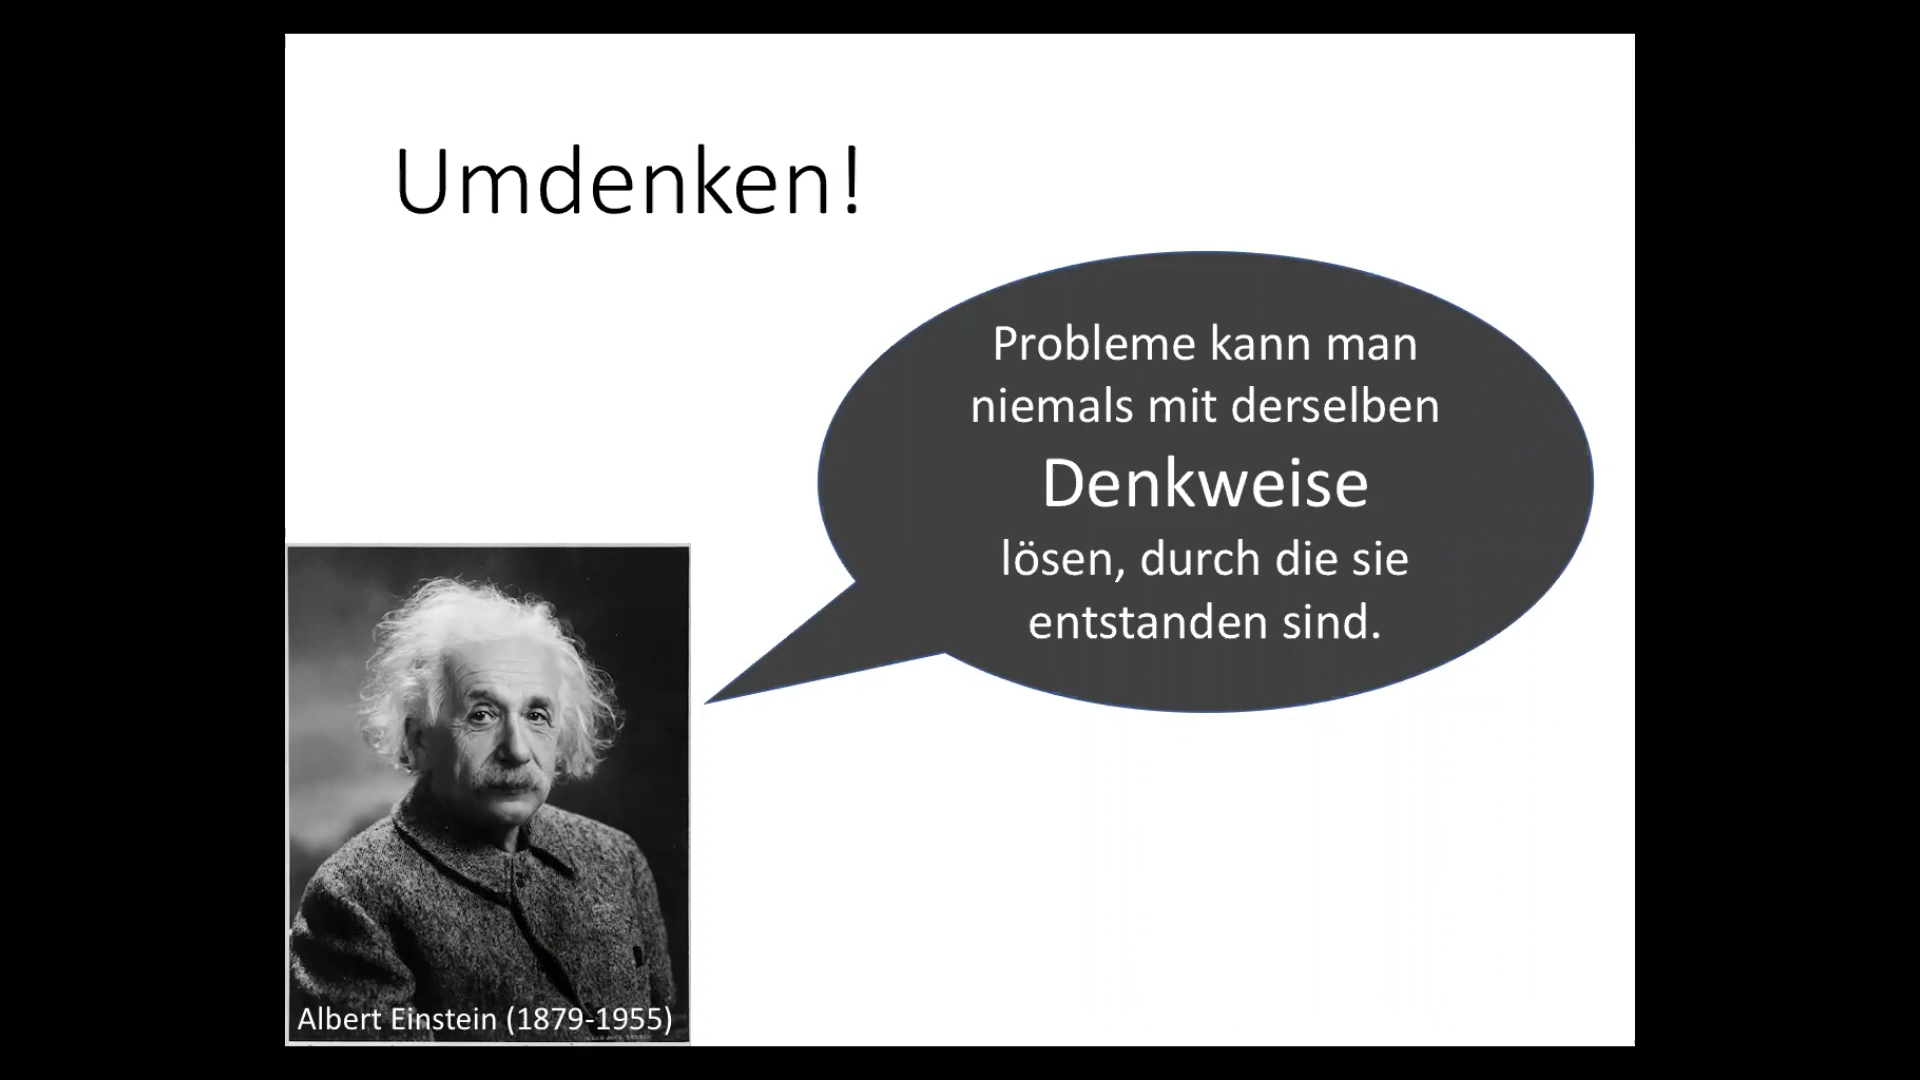 Umdenken!
Probleme kann man
niemals mit derselben
Denkweise
lösen, durch die sie
entstanden sind.
Albert Einstein (1879-1955)